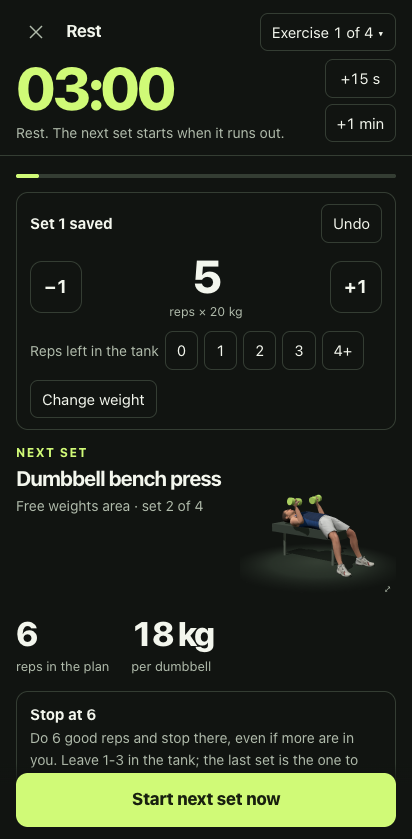 Rest
Exercise 1 of 4 ▾
03:00
+15 s
Rest. The next set starts when it runs out.
+1 min
Set 1 saved
Undo
−1
5
+1
reps × 20 kg
Reps left in the tank
0
1
2
3
4+
Change weight
NEXT SET
Dumbbell bench press
Free weights area · set 2 of 4
6
18 kg
reps in the plan
per dumbbell
Stop at 6
Do 6 good reps and stop there, even if more are in
you. Leave 1-3 in the tank; the last set is the one to
Start next set now